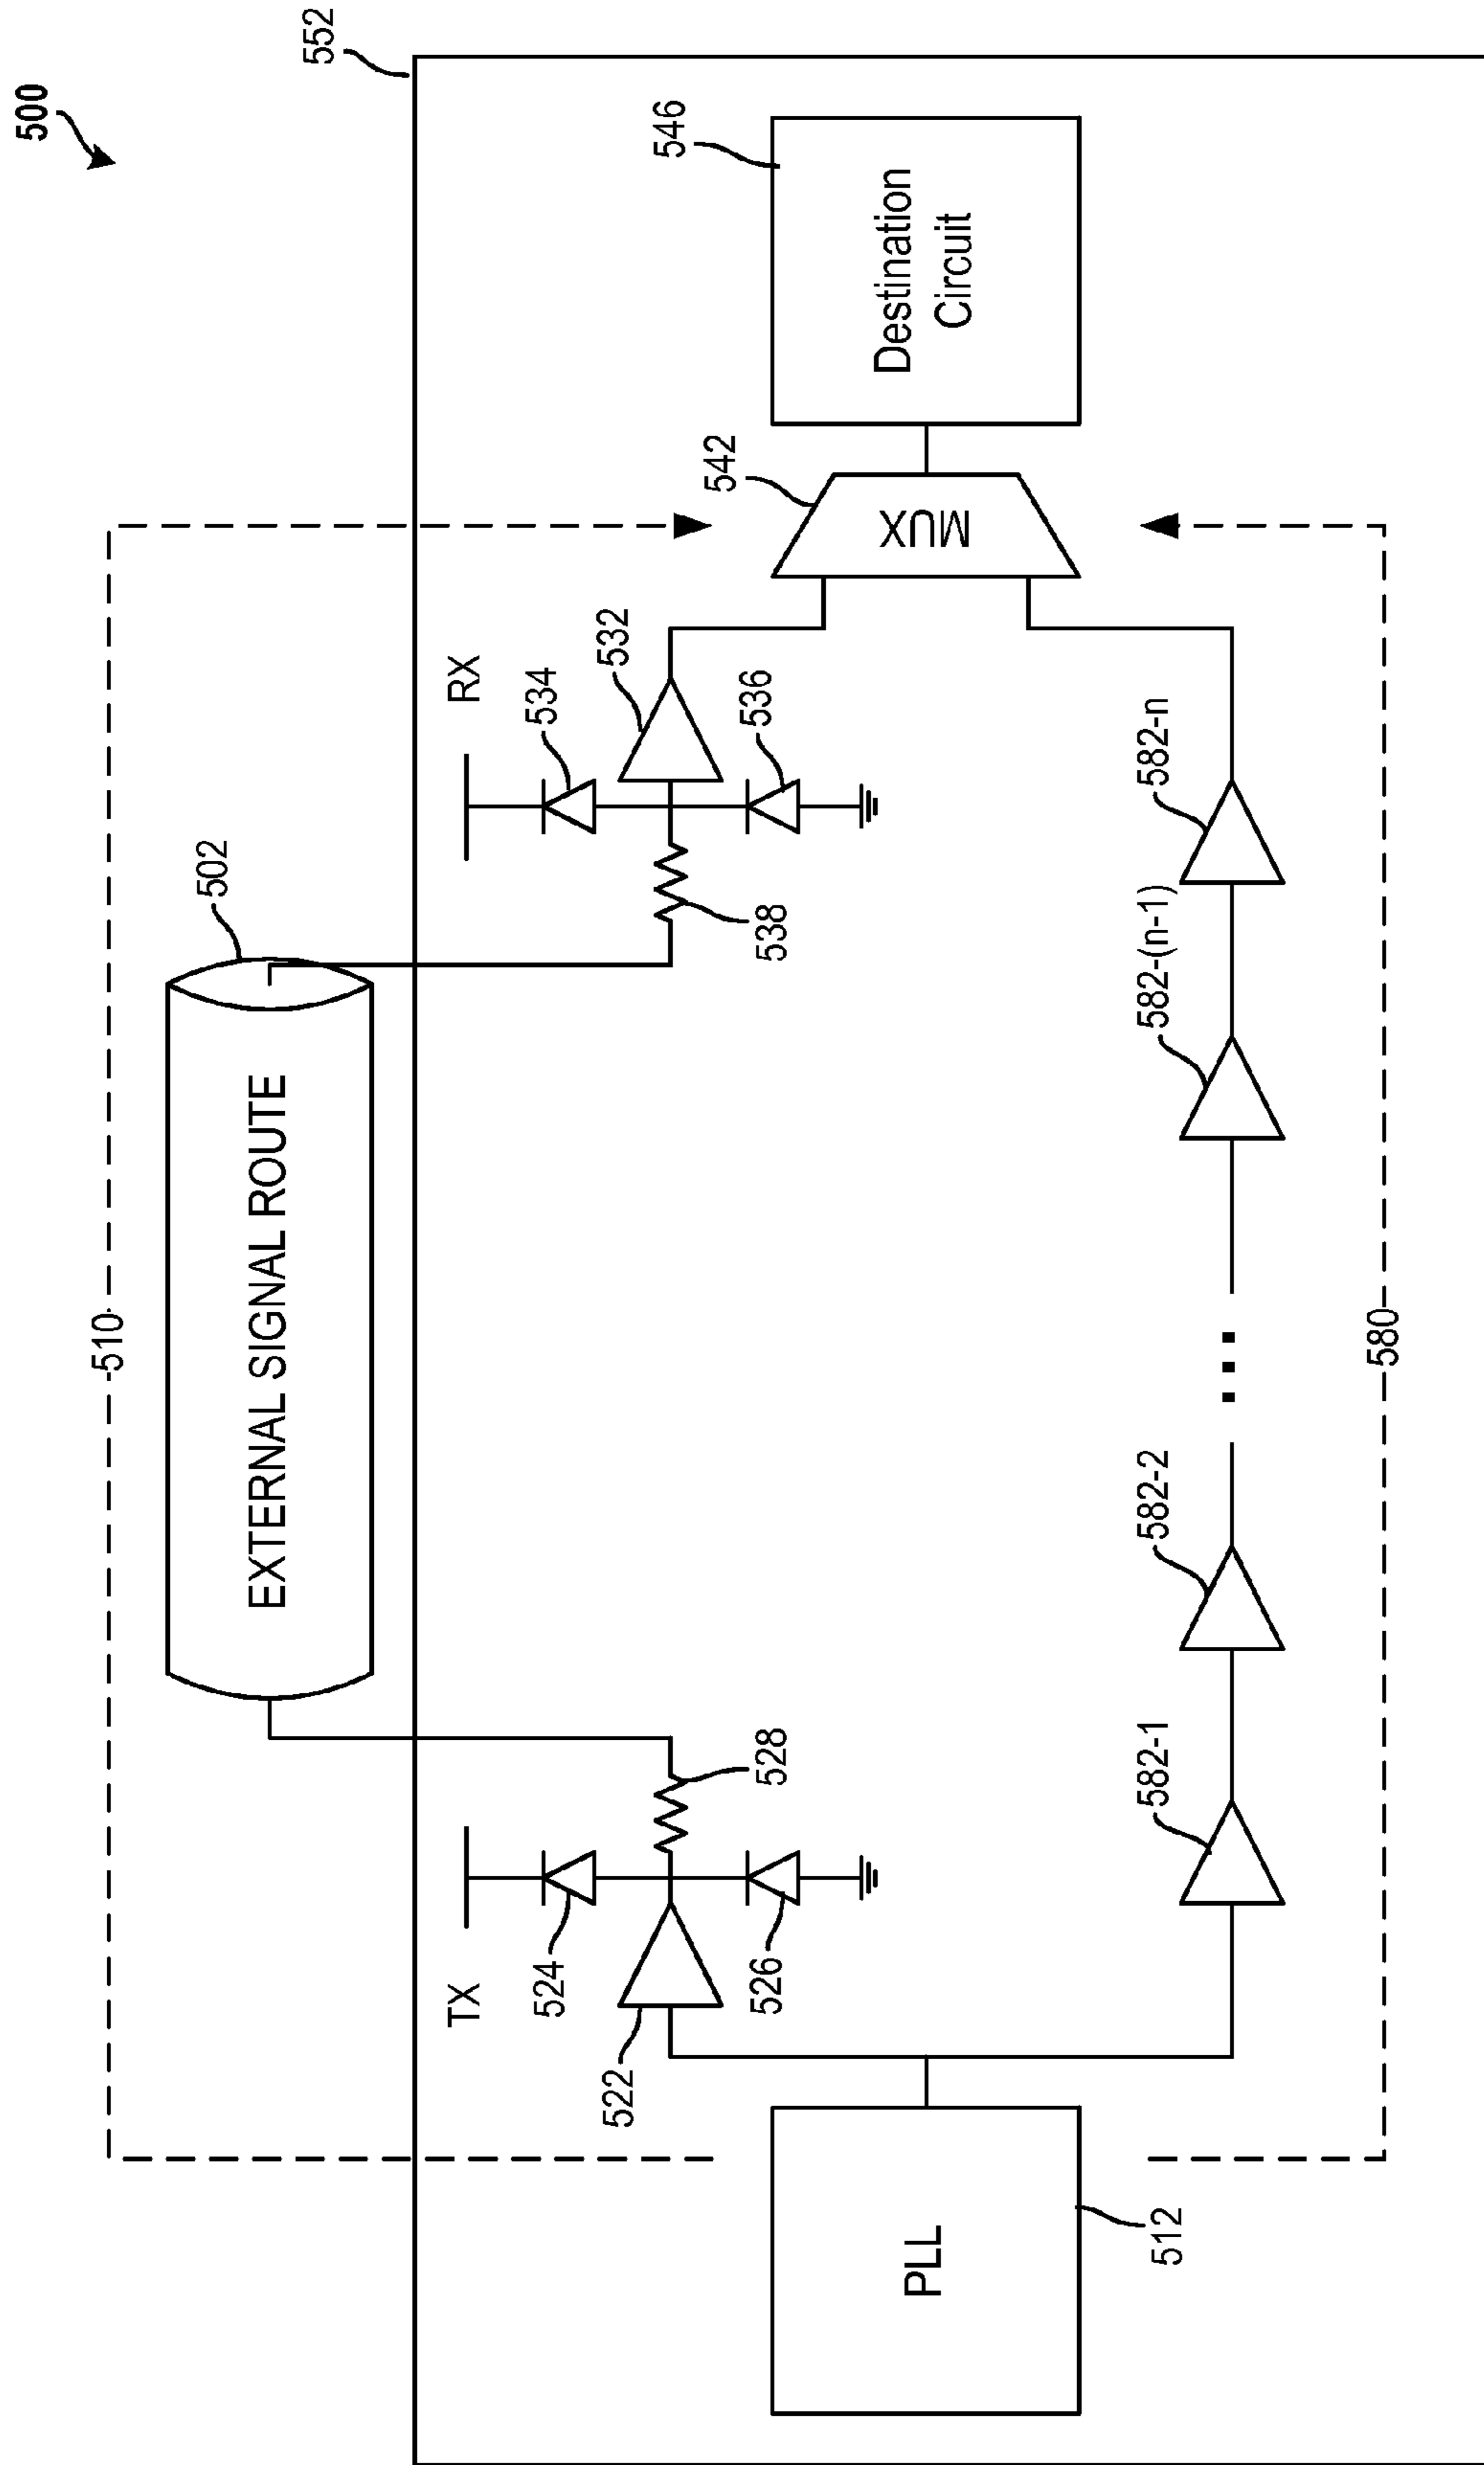 500
552
510
502
EXTERNAL SIGNAL ROUTE
TX
RX
524
522
526
528
534
532
536
538
542
546
PLL
512
MUX
Destination
Circuit
582-1
582-2
...
582-(n-1)
582-n
580